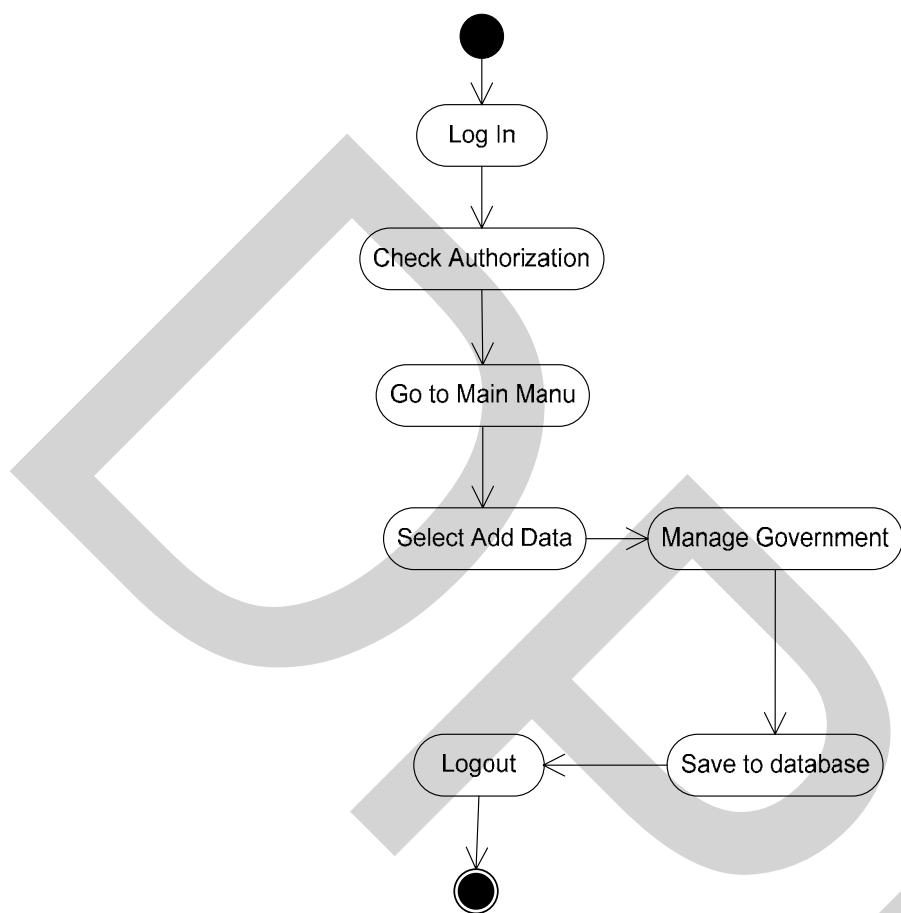 Log In
Check Authorization
Go to Main Manu
Select Add Data
Manage Government
Save to database
Logout